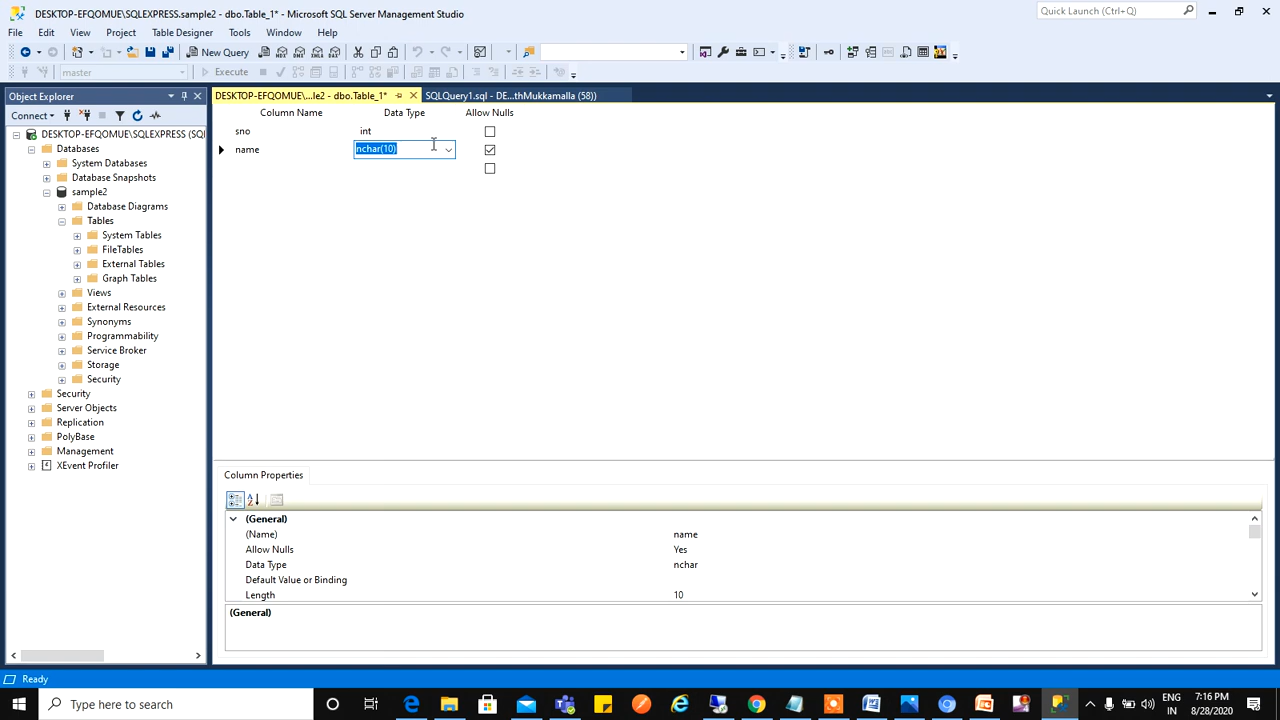 DESKTOP-EFQOMUE\SQLEXPRESS.sample2 - dbo.Table_1* - Microsoft SQL Server Management Studio
Quick Launch (Ctrl+Q)
File Edit View Project Table Designer Tools Window Help
New Query
master Execute
Object Explorer
DESKTOP-EFQOMUE\...le2 - dbo.Table_1* SQLQuery1.sql - DE...thMukkamalla (58))
Connect
Column Name Data Type Allow Nulls
sno int
name nchar(10)
DESKTOP-EFQOMUE\SQLEXPRESS (SQL
Databases
System Databases
Database Snapshots
sample2
Database Diagrams
Tables
System Tables
FileTables
External Tables
Graph Tables
Views
External Resources
Synonyms
Programmability
Service Broker
Storage
Security
Security
Server Objects
Replication
PolyBase
Management
XEvent Profiler
Column Properties
(General)
(Name) name
Allow Nulls Yes
Data Type nchar
Default Value or Binding
Length 10
(General)
Ready
Type here to search
ENG
IN
7:16 PM
8/28/2020